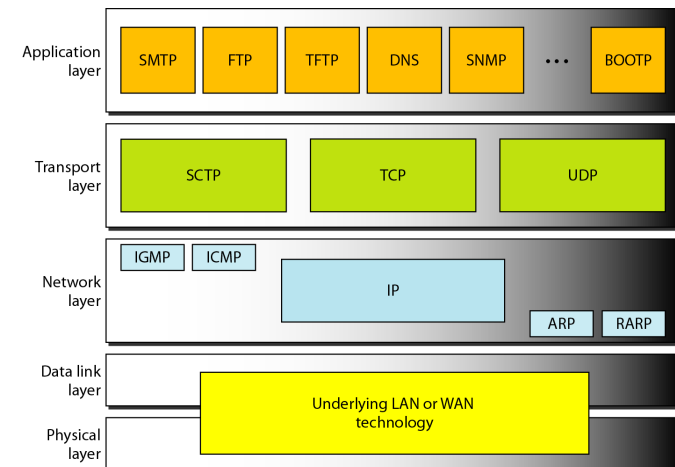 Application
layer
SMTP
FTP
TFTP
DNS
SNMP
...
BOOTP
Transport
layer
SCTP
TCP
UDP
Network
layer
IGMP
ICMP
IP
ARP
RARP
Data link
layer
Underlying LAN or WAN
technology
Physical
layer